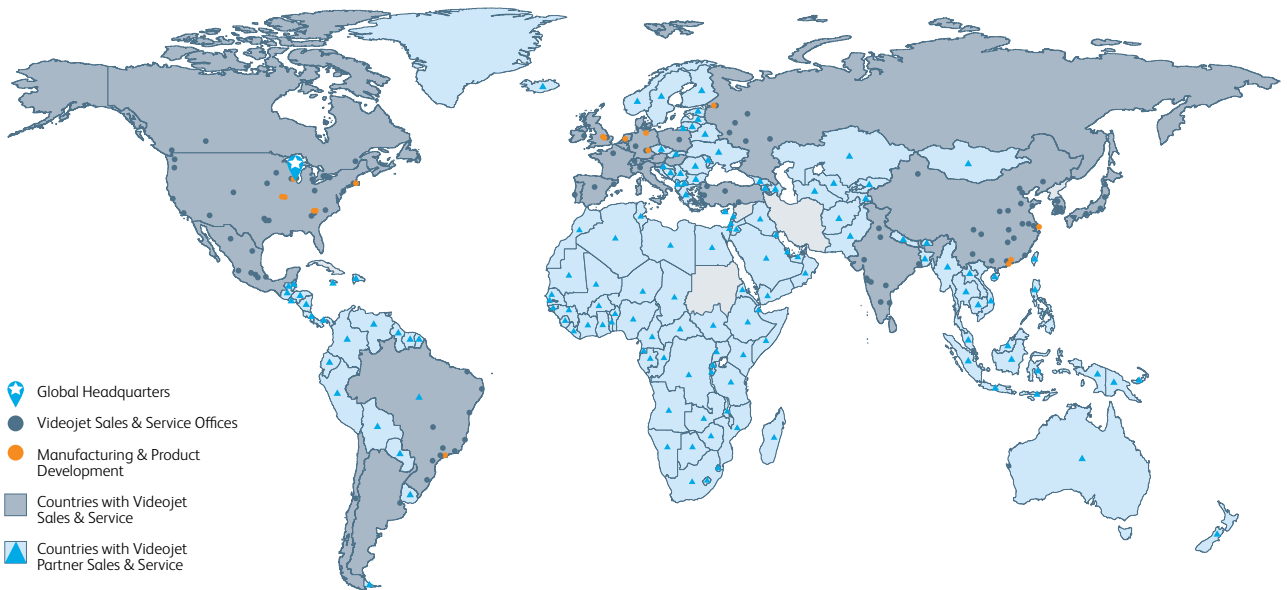 Global Headquarters
Videojet Sales & Service Offices
Manufacturing & Product
Development
Countries with Videojet
Sales & Service
Countries with Videojet
Partner Sales & Service